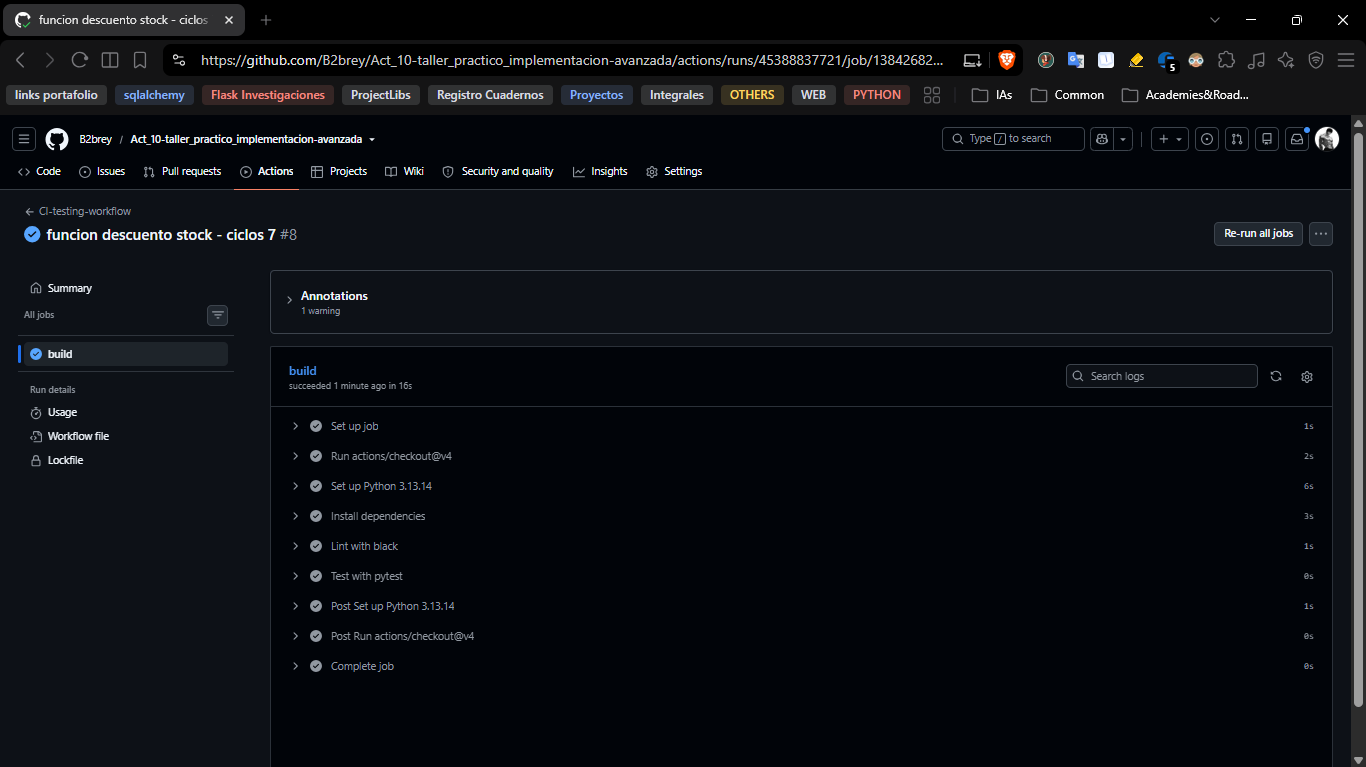 funcion descuento stock - ciclos
https://github.com/B2brey/Act_10-taller_practico_implementacion-avanzada/actions/runs/45388837721/job/13842682...
5
links portafolio sqlalchemy Flask Investigaciones ProjectLibs Registro Cuadernos Proyectos Integrales OTHERS WEB PYTHON IAs Common Academies&Road...
B2brey / Act_10-taller_practico_implementacion-avanzada
Type / to search
Code Issues Pull requests Actions Projects Wiki Security and quality Insights Settings
CI-testing-workflow
funcion descuento stock - ciclos 7 #8
Re-run all jobs
Summary
All jobs
build
Run details
Usage
Workflow file
Lockfile
Annotations
1 warning
build
succeeded 1 minute ago in 16s
Search logs
Set up job 1s
Run actions/checkout@v4 2s
Set up Python 3.13.14 6s
Install dependencies 3s
Lint with black 1s
Test with pytest 0s
Post Set up Python 3.13.14 1s
Post Run actions/checkout@v4 0s
Complete job 0s